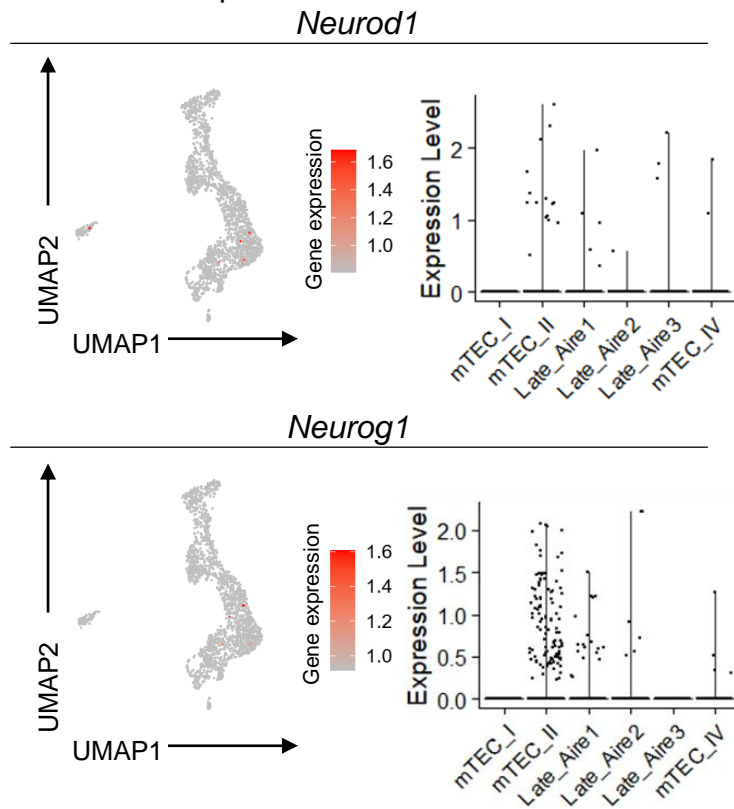 Neurod1
UMAP2
UMAP1
Gene expression
1.6
1.4
1.2
1.0
Expression Level
2
1
0
mTEC_I
mTEC_II
Late_Aire1
Late_Aire2
Late_Aire3
mTEC_IV
Neurog1
UMAP2
UMAP1
Gene expression
1.6
1.4
1.2
1.0
Expression Level
2.0
1.5
1.0
0.5
0.0
mTEC_I
mTEC_II
Late_Aire1
Late_Aire2
Late_Aire3
mTEC_IV